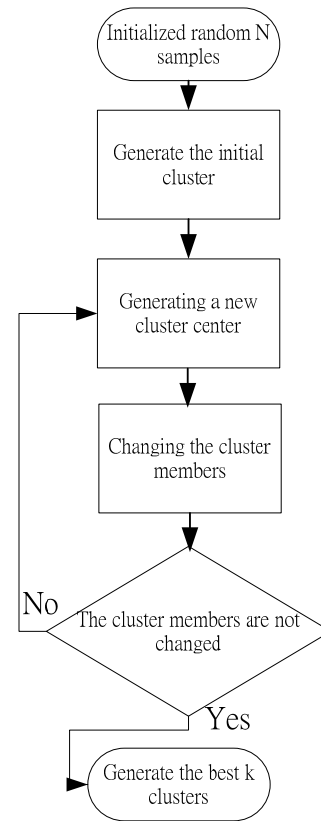 Initialized random N
samples
Generate the initial
cluster
Generating a new
cluster center
Changing the cluster
members
No
The cluster members are not
changed
Yes
Generate the best k
clusters